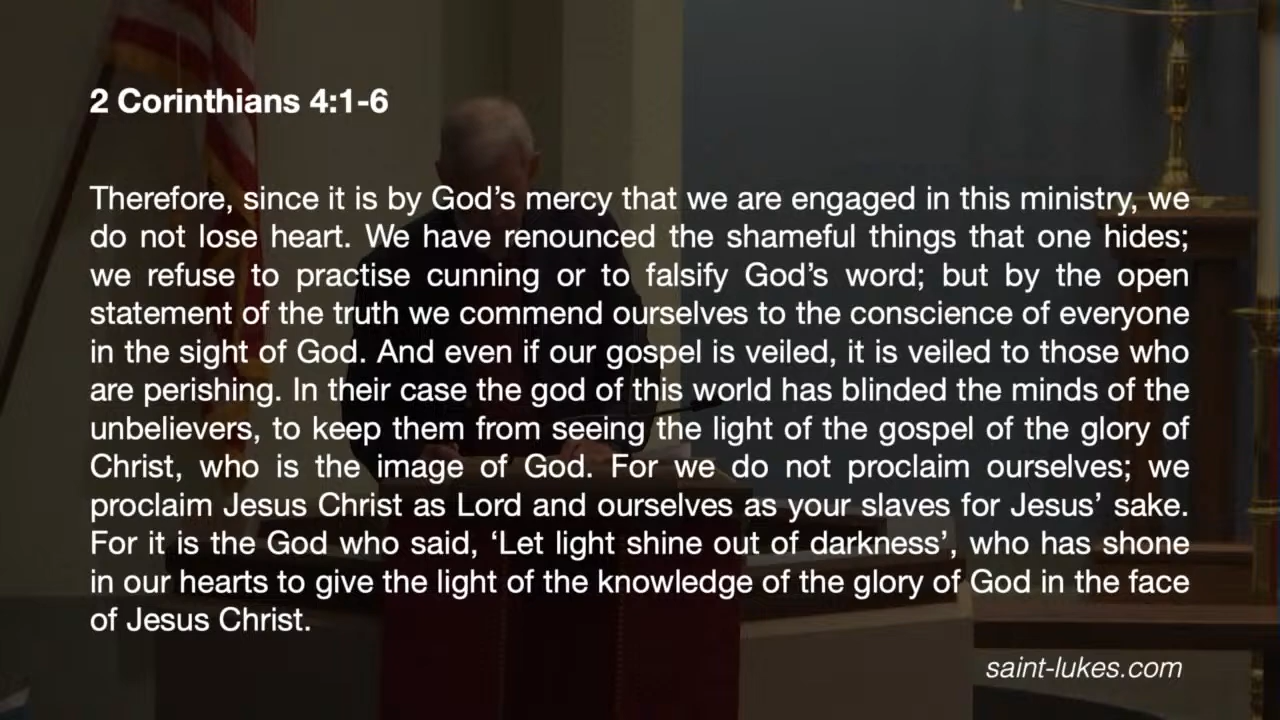 2 Corinthians 4:1-6
Therefore, since it is by God’s mercy that we are engaged in this ministry, we
do not lose heart. We have renounced the shameful things that one hides;
we refuse to practise cunning or to falsify God’s word; but by the open
statement of the truth we commend ourselves to the conscience of everyone
in the sight of God. And even if our gospel is veiled, it is veiled to those who
are perishing. In their case the god of this world has blinded the minds of the
unbelievers, to keep them from seeing the light of the gospel of the glory of
Christ, who is the image of God. For we do not proclaim ourselves; we
proclaim Jesus Christ as Lord and ourselves as your slaves for Jesus’ sake.
For it is the God who said, ‘Let light shine out of darkness’, who has shone
in our hearts to give the light of the knowledge of the glory of God in the face
of Jesus Christ.
saint-lukes.com